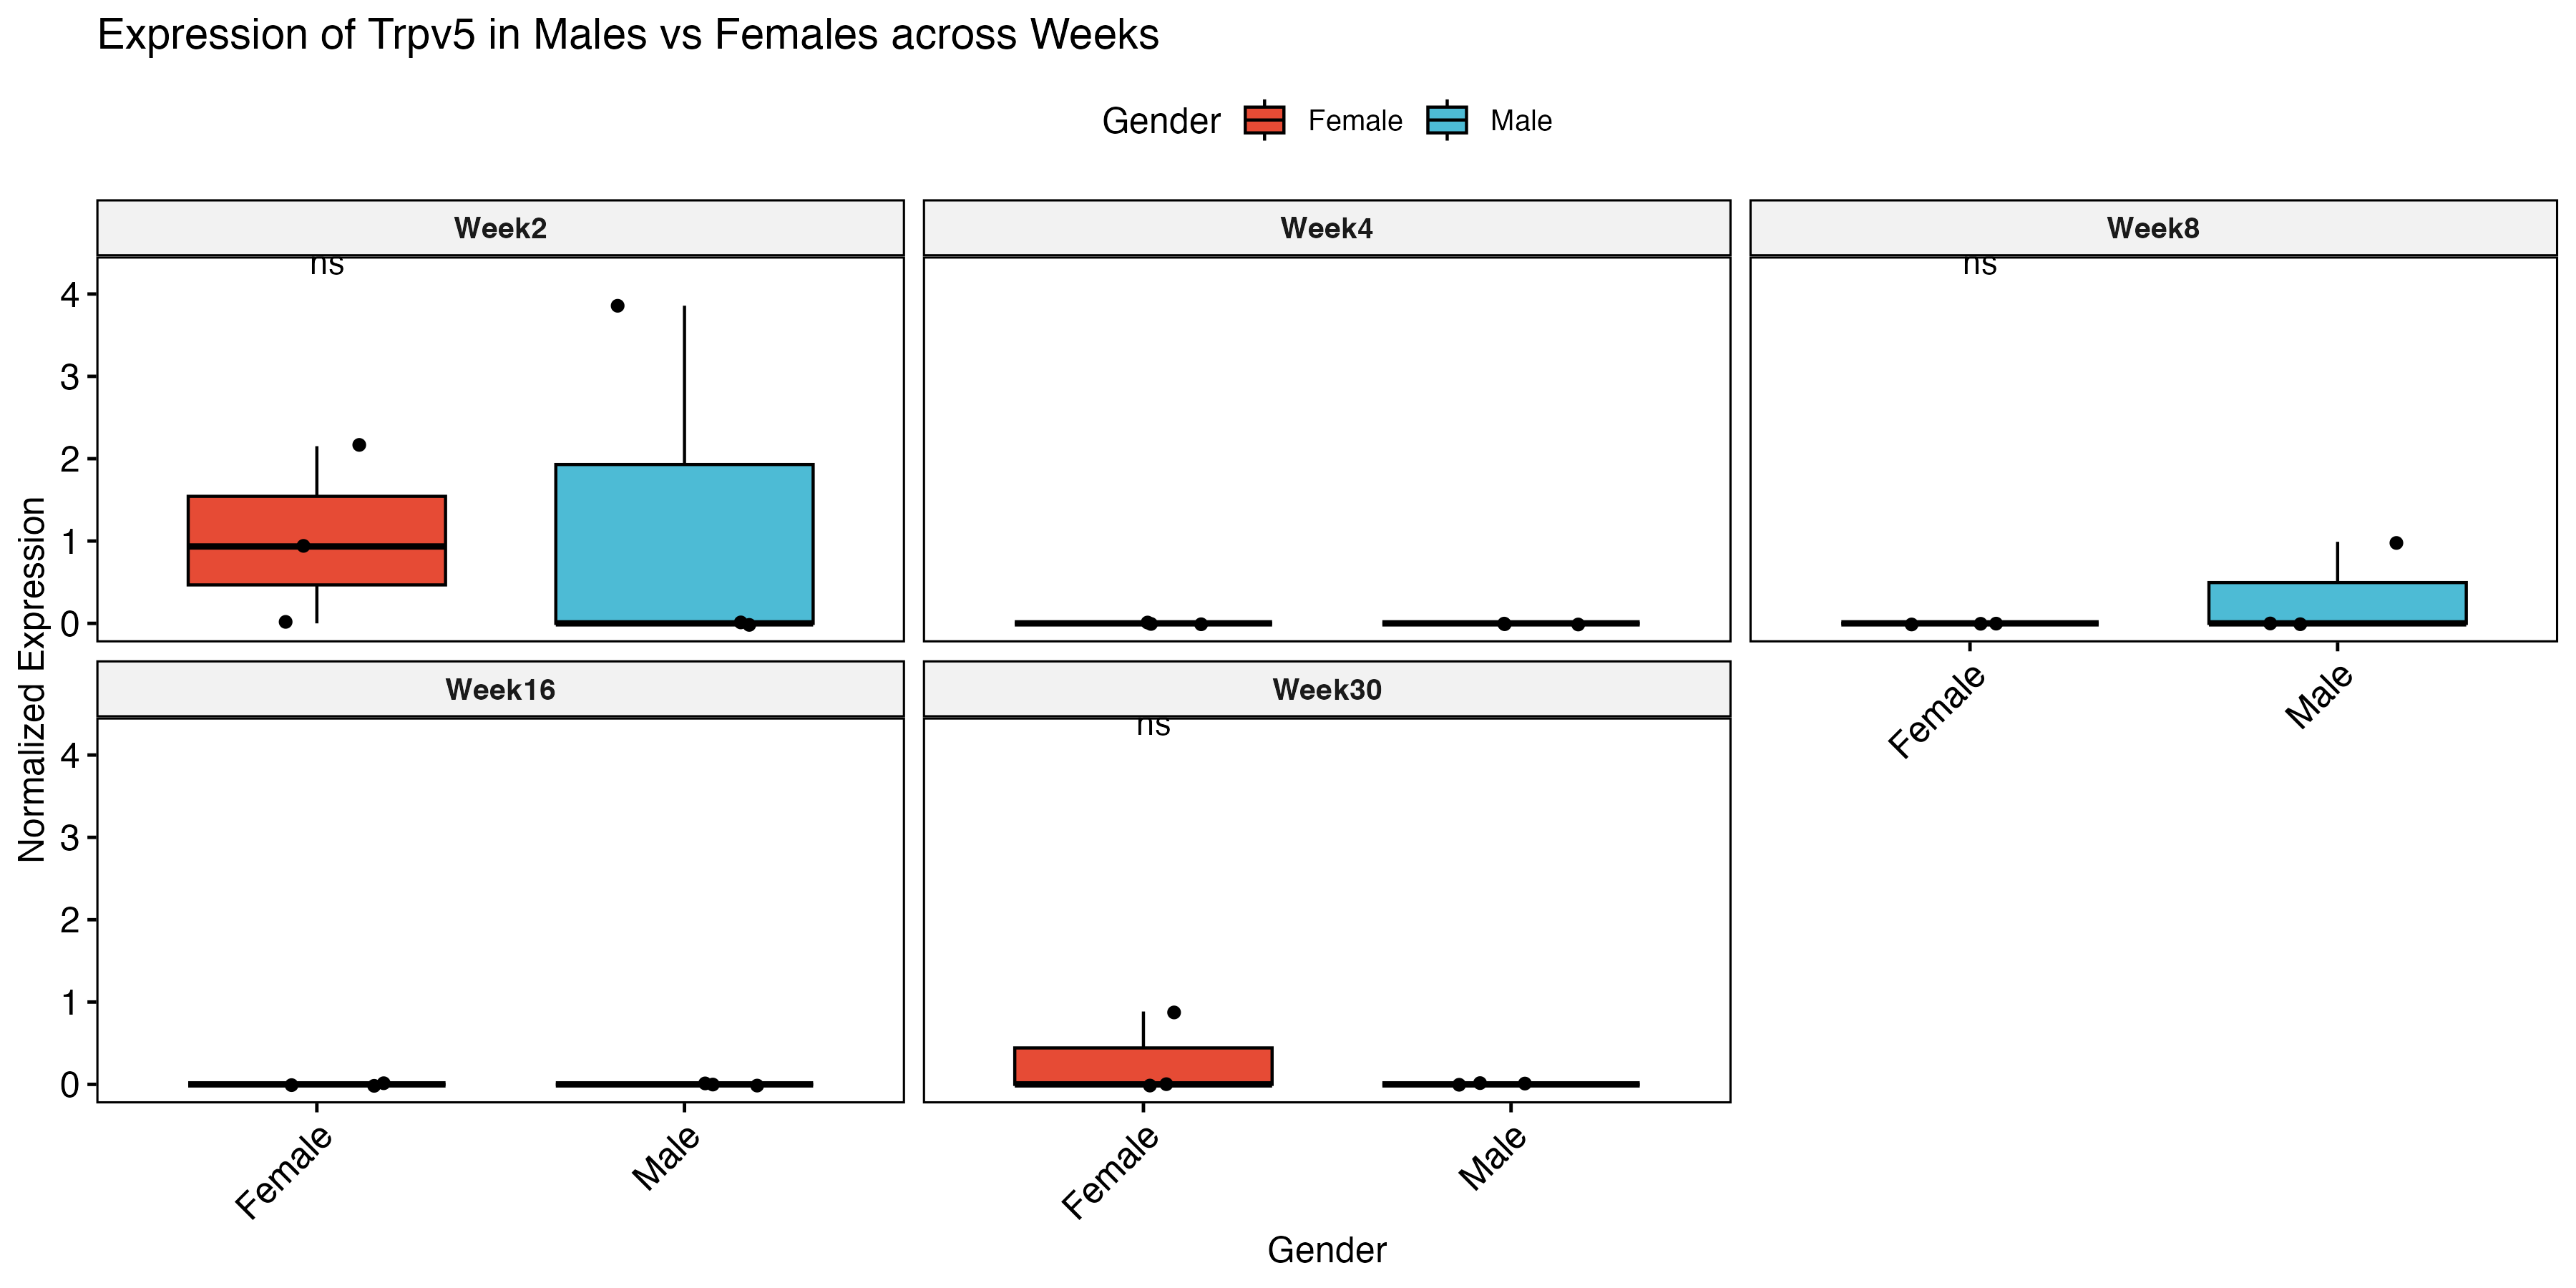 Expression of Trpv5 in Males vs Females across Weeks
Gender Female Male
Week2 Week4 Week8
ns ns
4
3
2
1
0
Normalized Expression
Female Male
Week16 Week30
ns
4
3
2
1
0
Female Male Female Male
Gender